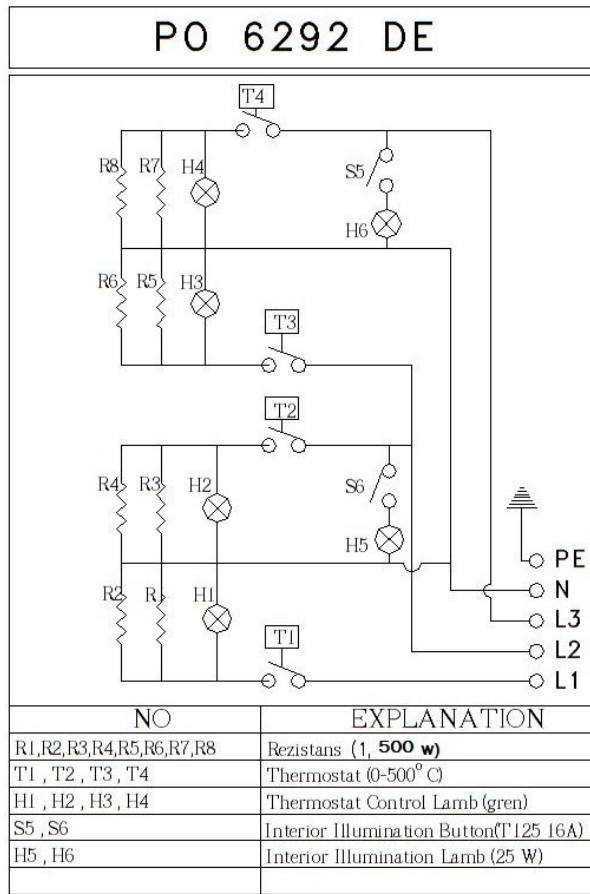 PO 6292 DE
T4
R8 R7 H4 S5
H6
R6 R5 H3
T3
T2
R4 R3 H2 S6
H5
PE
R2 R H1 N
L3
T1 L2
L1
NO EXPLANATION
R1,R2,R3,R4,R5,R6,R7,R8 Rezistans (1, 500 w)
T1 , T2 , T3 , T4 Thermostat (0-500° C)
H1 , H2 , H3 , H4 Thermostat Control Lamb (gren)
S5 , S6 Interior Illumination Button(T125 16A)
H5 , H6 Interior Illumination Lamb (25 W)